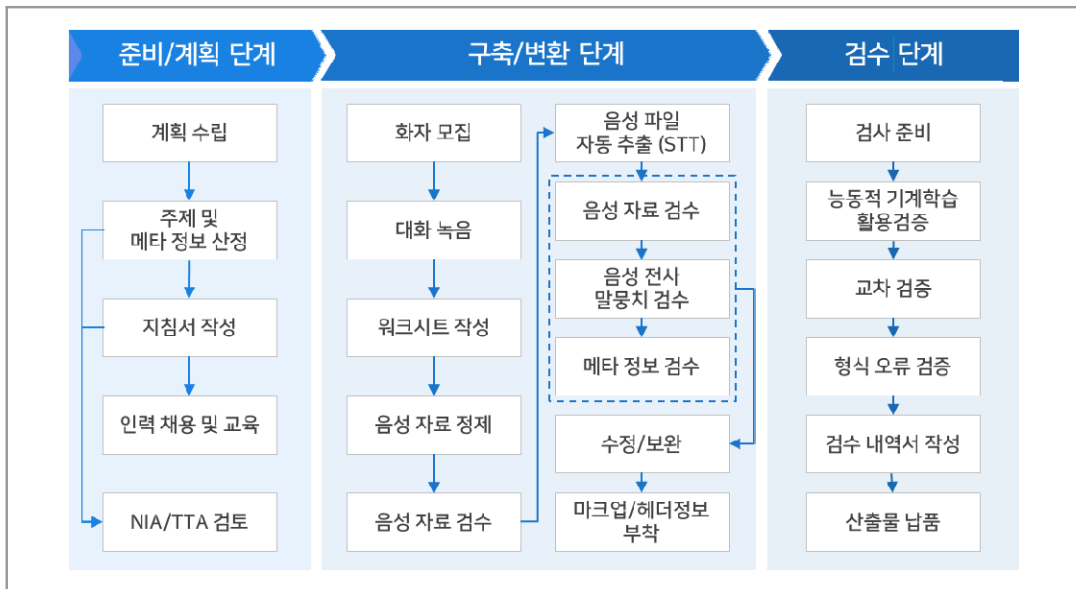 준비/계획 단계
구축/변환 단계
검수 단계
계획 수립
주제 및
메타 정보 산정
지침서 작성
인력 채용 및 교육
NIA/TTA 검토
화자 모집
대화 녹음
워크시트 작성
음성 자료 정제
음성 자료 검수
음성 파일
자동 추출 (STT)
음성 자료 검수
음성 전사
말뭉치 검수
메타 정보 검수
수정/보완
마크업/헤더정보
부착
검사 준비
능동적 기계학습
활용검증
교차 검증
형식 오류 검증
검수 내역서 작성
산출물 납품